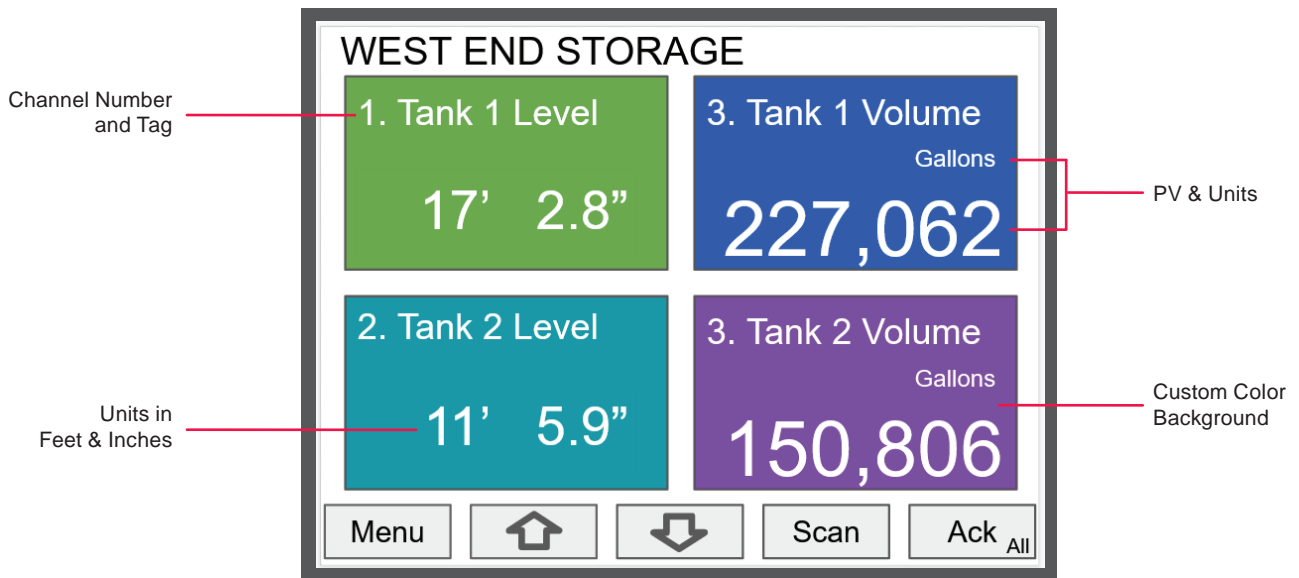 WEST END STORAGE
Channel Number
and Tag
1. Tank 1 Level
17’ 2.8”
3. Tank 1 Volume
Gallons
227,062
PV & Units
2. Tank 2 Level
11’ 5.9”
Units in
Feet & Inches
3. Tank 2 Volume
Gallons
150,806
Custom Color
Background
Menu
Scan
Ack All